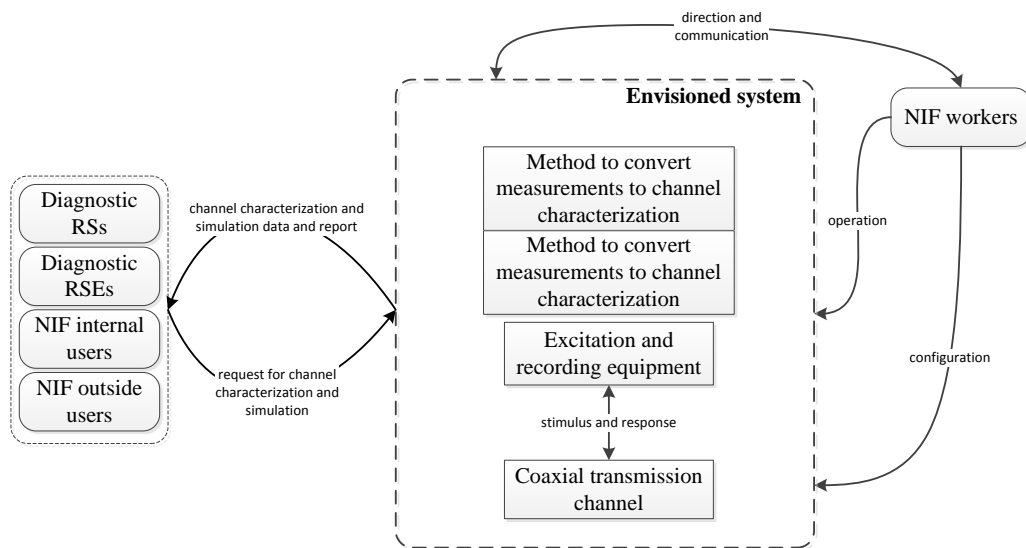 direction and
communication
Envisioned system
NIF workers
Method to convert
measurements to channel
characterization
Method to convert
measurements to channel
characterization
Excitation and
recording equipment
stimulus and response
Coaxial transmission
channel
Diagnostic
RSs
Diagnostic
RSEs
NIF internal
users
NIF outside
users
channel characterization and
simulation data and report
request for channel
characterization and
simulation
operation
configuration